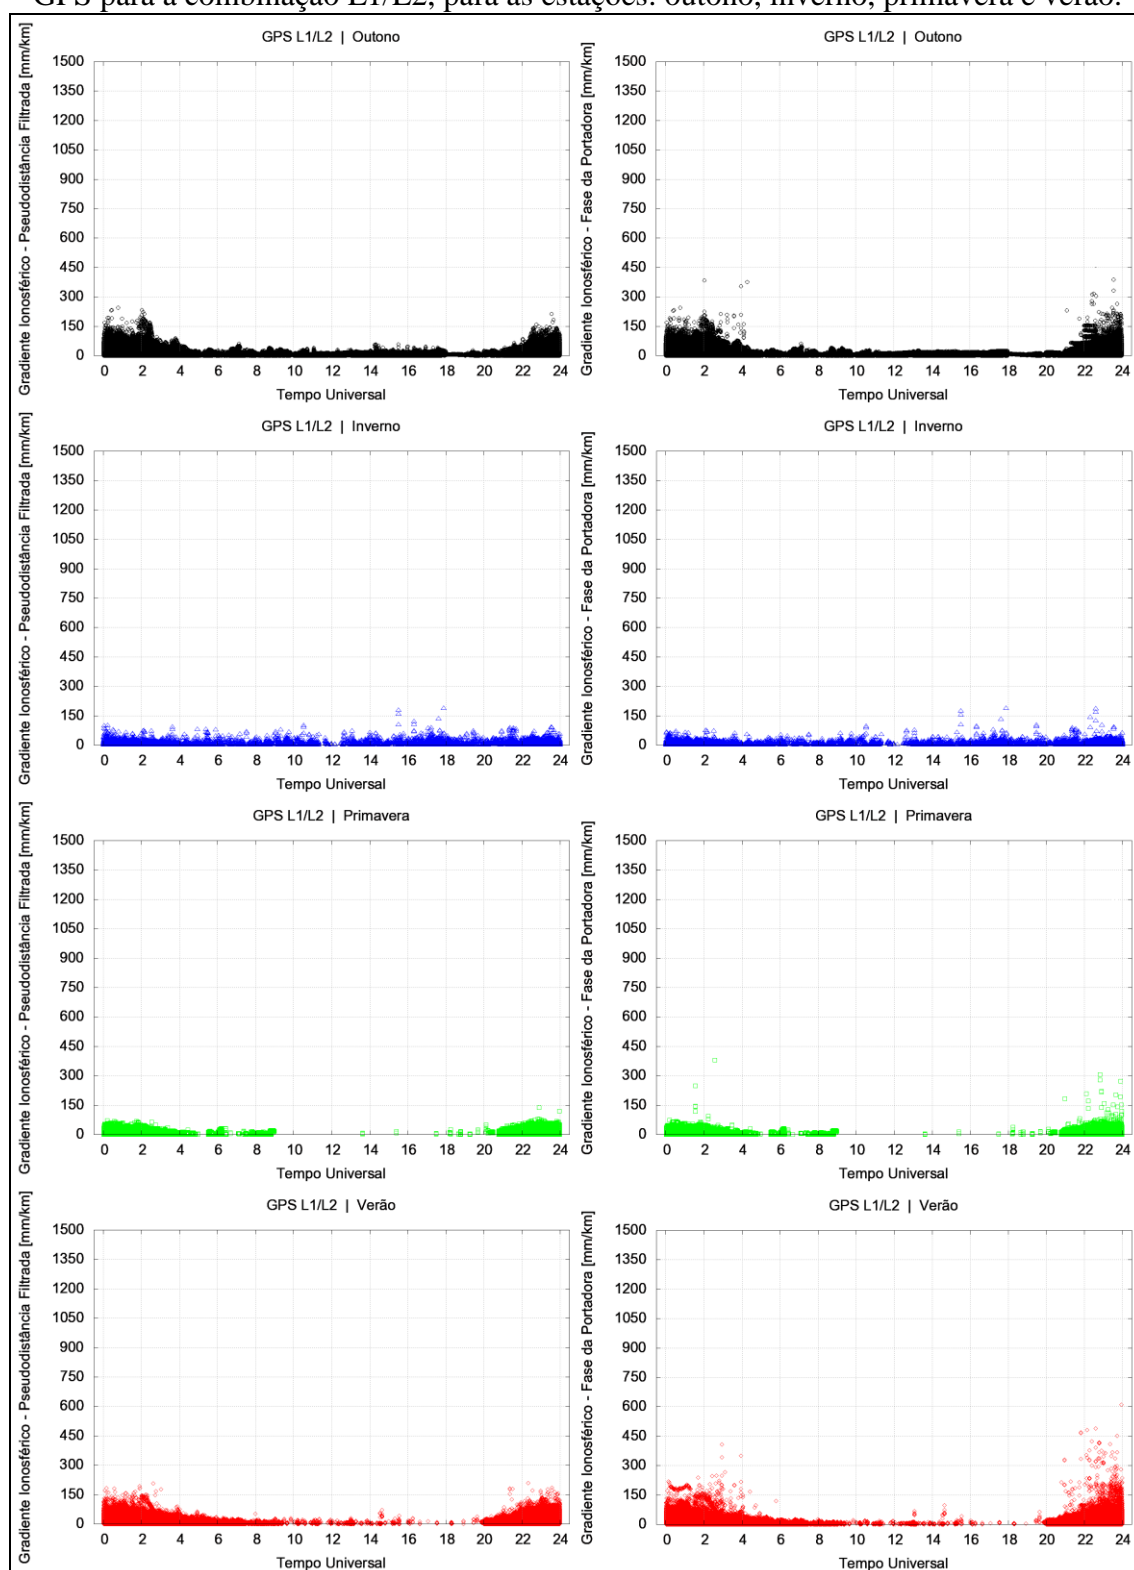 GPS para a combinação L1/L2, para as estações: outono, inverno, primavera e verão.
GPS L1/L2 | Outono
Gradiente Ionosférico - Pseudodistância Filtrada [mm/km]
1500
1350
1200
1050
900
750
600
450
300
150
0
0 2 4 6 8 10 12 14 16 18 20 22 24
Tempo Universal
GPS L1/L2 | Outono
Gradiente Ionosférico - Fase da Portadora [mm/km]
1500
1350
1200
1050
900
750
600
450
300
150
0
0 2 4 6 8 10 12 14 16 18 20 22 24
Tempo Universal
GPS L1/L2 | Inverno
Gradiente Ionosférico - Pseudodistância Filtrada [mm/km]
1500
1350
1200
1050
900
750
600
450
300
150
0
0 2 4 6 8 10 12 14 16 18 20 22 24
Tempo Universal
GPS L1/L2 | Inverno
Gradiente Ionosférico - Fase da Portadora [mm/km]
1500
1350
1200
1050
900
750
600
450
300
150
0
0 2 4 6 8 10 12 14 16 18 20 22 24
Tempo Universal
GPS L1/L2 | Primavera
Gradiente Ionosférico - Pseudodistância Filtrada [mm/km]
1500
1350
1200
1050
900
750
600
450
300
150
0
0 2 4 6 8 10 12 14 16 18 20 22 24
Tempo Universal
GPS L1/L2 | Primavera
Gradiente Ionosférico - Fase da Portadora [mm/km]
1500
1350
1200
1050
900
750
600
450
300
150
0
0 2 4 6 8 10 12 14 16 18 20 22 24
Tempo Universal
GPS L1/L2 | Verão
Gradiente Ionosférico - Pseudodistância Filtrada [mm/km]
1500
1350
1200
1050
900
750
600
450
300
150
0
0 2 4 6 8 10 12 14 16 18 20 22 24
Tempo Universal
GPS L1/L2 | Verão
Gradiente Ionosférico - Fase da Portadora [mm/km]
1500
1350
1200
1050
900
750
600
450
300
150
0
0 2 4 6 8 10 12 14 16 18 20 22 24
Tempo Universal